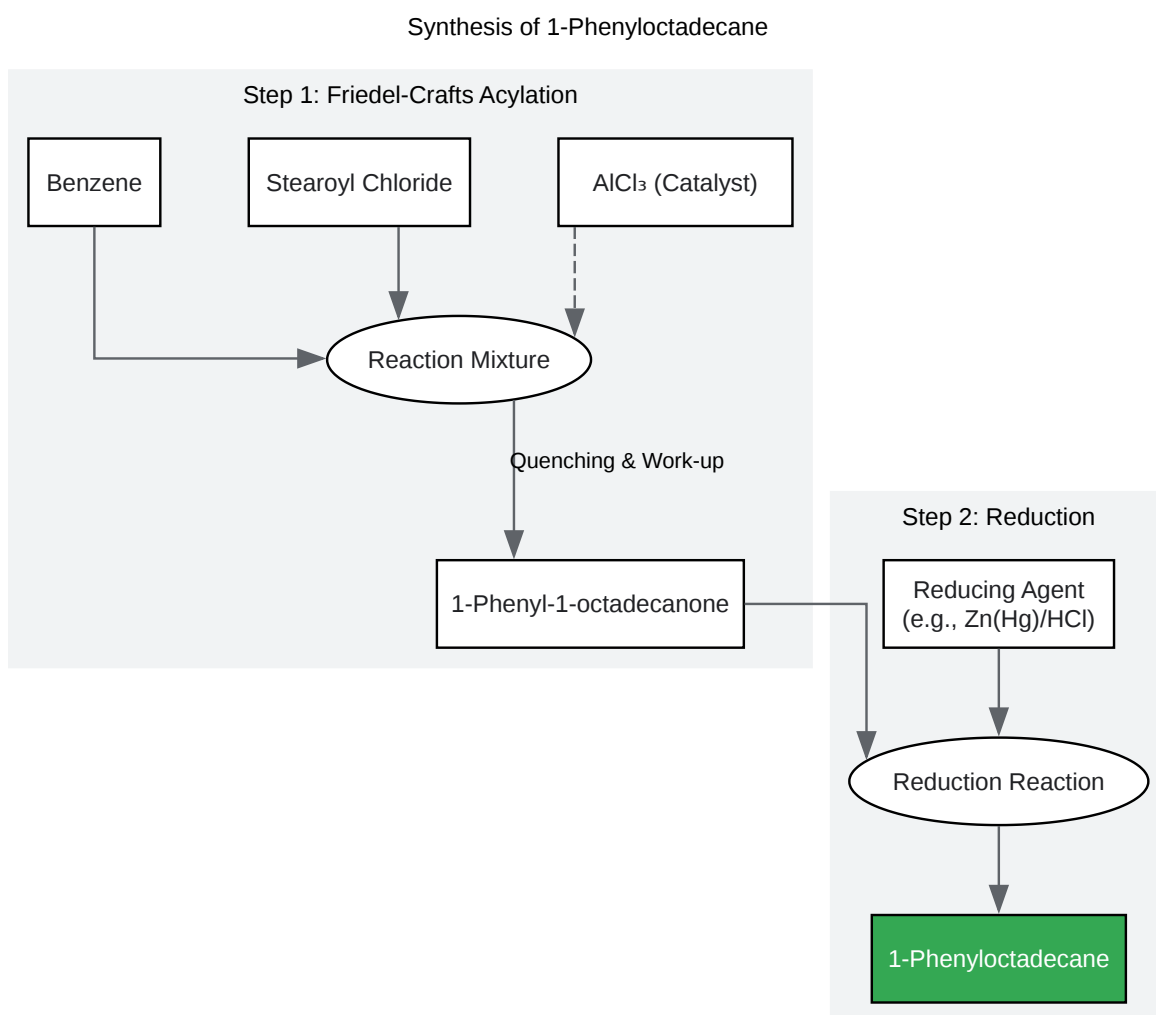 Synthesis of 1-Phenyloctadecane
Step 1: Friedel-Crafts Acylation
Benzene
Stearoyl Chloride
AlCl₃ (Catalyst)
Reaction Mixture
Quenching & Work-up
1-Phenyl-1-octadecanone
Step 2: Reduction
Reducing Agent
(e.g., Zn(Hg)/HCl)
Reduction Reaction
1-Phenyloctadecane